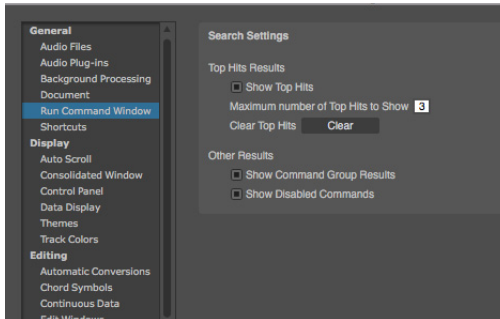 General
Audio Files
Audio Plug-ins
Background Processing
Document
Run Command Window
Shortcuts
Display
Auto Scroll
Consolidated Window
Control Panel
Data Display
Themes
Track Colors
Editing
Automatic Conversions
Chord Symbols
Continuous Data
Edit Windows
Search Settings
Top Hits Results
Show Top Hits
Maximum number of Top Hits to Show 3
Clear Top Hits Clear
Other Results
Show Command Group Results
Show Disabled Commands